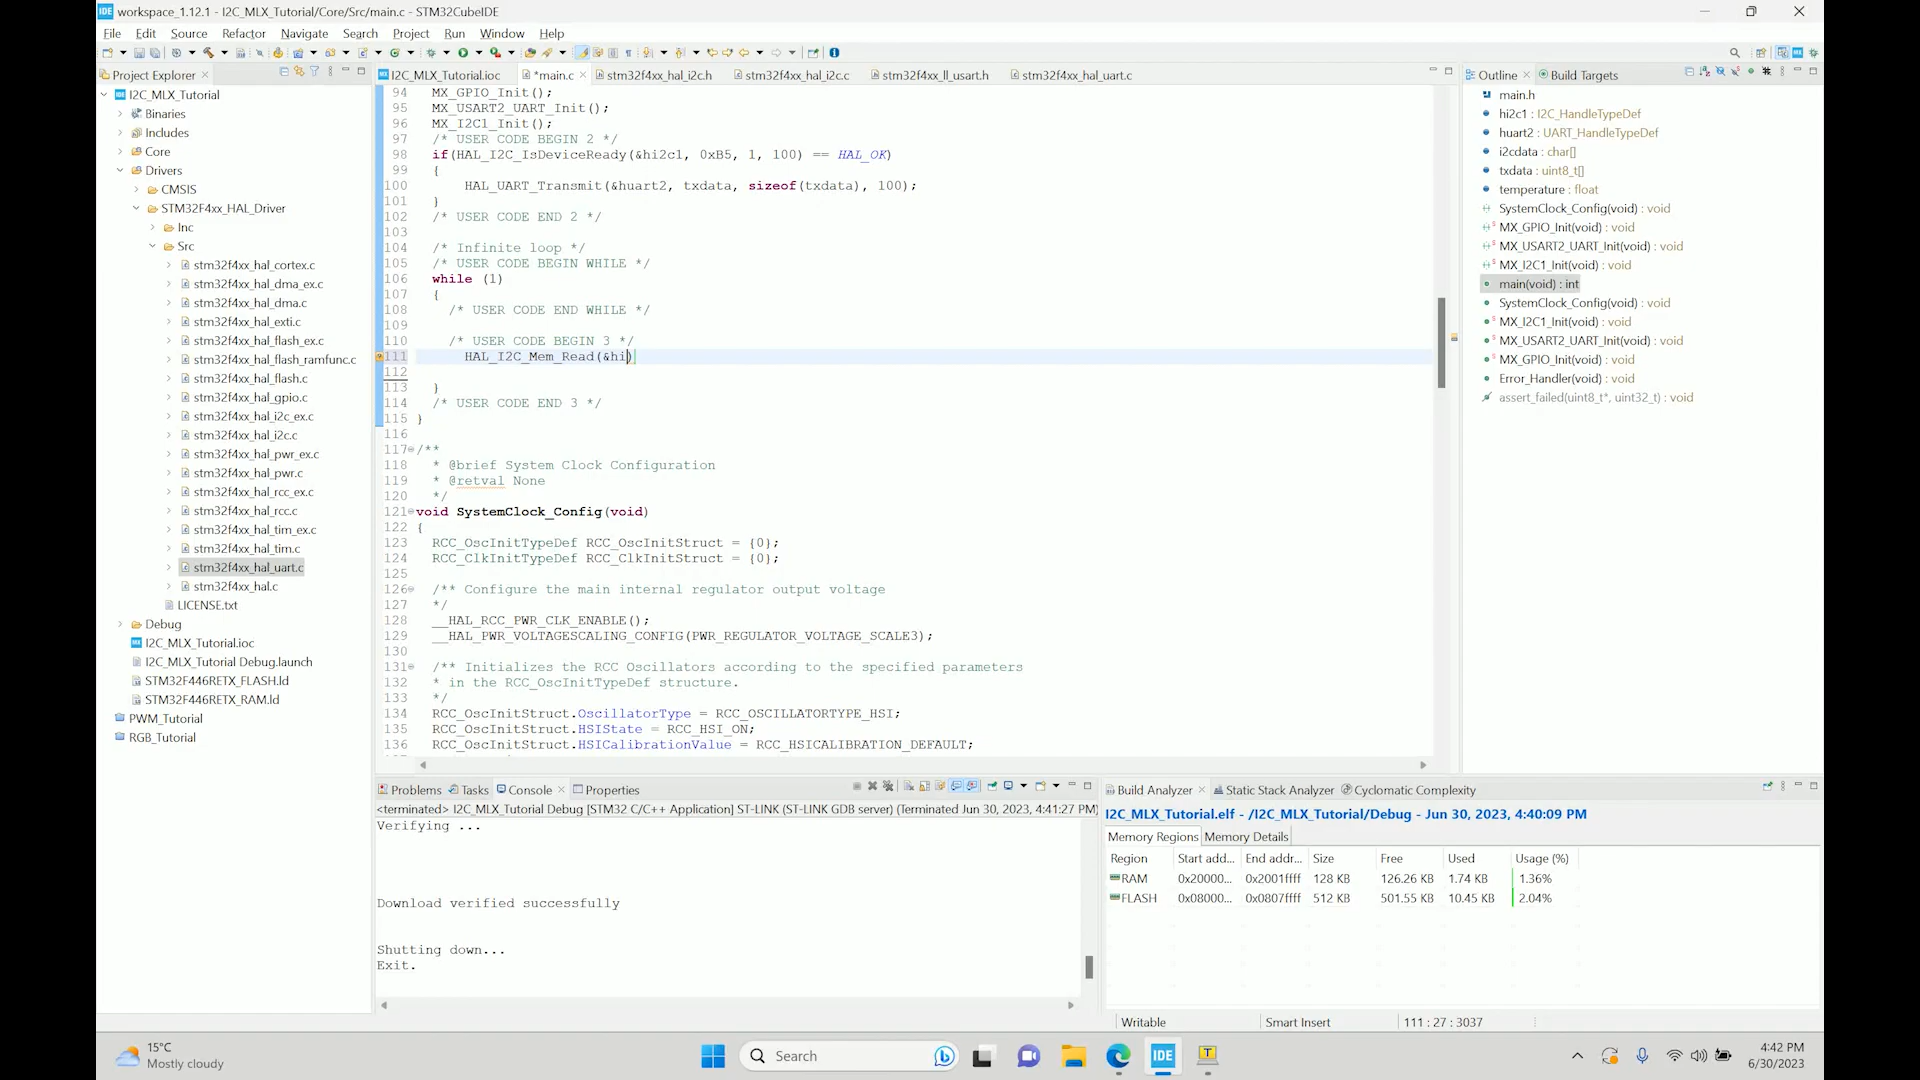 workspace_1.12.1 - I2C_MLX_Tutorial/Core/Src/main.c - STM32CubeIDE
File Edit Source Refactor Navigate Search Project Run Window Help
Project Explorer
I2C_MLX_Tutorial
Binaries
Includes
Core
Drivers
CMSIS
STM32F4xx_HAL_Driver
Inc
Src
stm32f4xx_hal_cortex.c
stm32f4xx_hal_dma_ex.c
stm32f4xx_hal_dma.c
stm32f4xx_hal_exti.c
stm32f4xx_hal_flash_ex.c
stm32f4xx_hal_flash_ramfunc.c
stm32f4xx_hal_flash.c
stm32f4xx_hal_gpio.c
stm32f4xx_hal_i2c_ex.c
stm32f4xx_hal_i2c.c
stm32f4xx_hal_pwr_ex.c
stm32f4xx_hal_pwr.c
stm32f4xx_hal_rcc_ex.c
stm32f4xx_hal_rcc.c
stm32f4xx_hal_tim_ex.c
stm32f4xx_hal_tim.c
stm32f4xx_hal_uart.c
stm32f4xx_hal.c
LICENSE.txt
Debug
I2C_MLX_Tutorial.ioc
I2C_MLX_Tutorial Debug.launch
STM32F446RETX_FLASH.ld
STM32F446RETX_RAM.ld
PWM_Tutorial
RGB_Tutorial
I2C_MLX_Tutorial.ioc *main.c stm32f4xx_hal_i2c.h stm32f4xx_hal_i2c.c stm32f4xx_ll_usart.h stm32f4xx_hal_uart.c
94 MX_GPIO_Init();
95 MX_USART2_UART_Init();
96 MX_I2C1_Init();
97 /* USER CODE BEGIN 2 */
98 if(HAL_I2C_IsDeviceReady(&hi2c1, 0xB5, 1, 100) == HAL_OK)
99 {
100 HAL_UART_Transmit(&huart2, txdata, sizeof(txdata), 100);
101 }
102 /* USER CODE END 2 */
103
104 /* Infinite loop */
105 /* USER CODE BEGIN WHILE */
106 while (1)
107 {
108 /* USER CODE END WHILE */
109
110 /* USER CODE BEGIN 3 */
111 HAL_I2C_Mem_Read(&hi)
112
113 }
114 /* USER CODE END 3 */
115 }
116
117 /**
118 * @brief System Clock Configuration
119 * @retval None
120 */
121 void SystemClock_Config(void)
122 {
123 RCC_OscInitTypeDef RCC_OscInitStruct = {0};
124 RCC_ClkInitTypeDef RCC_ClkInitStruct = {0};
125
126 /** Configure the main internal regulator output voltage
127 */
128 __HAL_RCC_PWR_CLK_ENABLE();
129 __HAL_PWR_VOLTAGESCALING_CONFIG(PWR_REGULATOR_VOLTAGE_SCALE3);
130
131 /** Initializes the RCC Oscillators according to the specified parameters
132 * in the RCC_OscInitTypeDef structure.
133 */
134 RCC_OscInitStruct.OscillatorType = RCC_OSCILLATORTYPE_HSI;
135 RCC_OscInitStruct.HSIState = RCC_HSI_ON;
136 RCC_OscInitStruct.HSICalibrationValue = RCC_HSICALIBRATION_DEFAULT;
Outline Build Targets
main.h
hi2c1 : I2C_HandleTypeDef
huart2 : UART_HandleTypeDef
i2cdata : char[]
txdata : uint8_t[]
temperature : float
SystemClock_Config(void) : void
MX_GPIO_Init(void) : void
MX_USART2_UART_Init(void) : void
MX_I2C1_Init(void) : void
main(void) : int
SystemClock_Config(void) : void
MX_I2C1_Init(void) : void
MX_USART2_UART_Init(void) : void
MX_GPIO_Init(void) : void
Error_Handler(void) : void
assert_failed(uint8_t*, uint32_t) : void
Problems Tasks Console Properties
<terminated> I2C_MLX_Tutorial Debug [STM32 C/C++ Application] ST-LINK (ST-LINK GDB server) (Terminated Jun 30, 2023, 4:41:27 PM)
Verifying ...
Download verified successfully
Shutting down...
Exit.
Build Analyzer Static Stack Analyzer Cyclomatic Complexity
I2C_MLX_Tutorial.elf - /I2C_MLX_Tutorial/Debug - Jun 30, 2023, 4:40:09 PM
Memory Regions Memory Details
Region Start add... End addr... Size Free Used Usage (%)
RAM 0x20000... 0x2001ffff 128 KB 126.26 KB 1.74 KB 1.36%
FLASH 0x08000... 0x0807ffff 512 KB 501.55 KB 10.45 KB 2.04%
Writable Smart Insert 111 : 27 : 3037
15°C
Mostly cloudy
Search
IDE
4:42 PM
6/30/2023